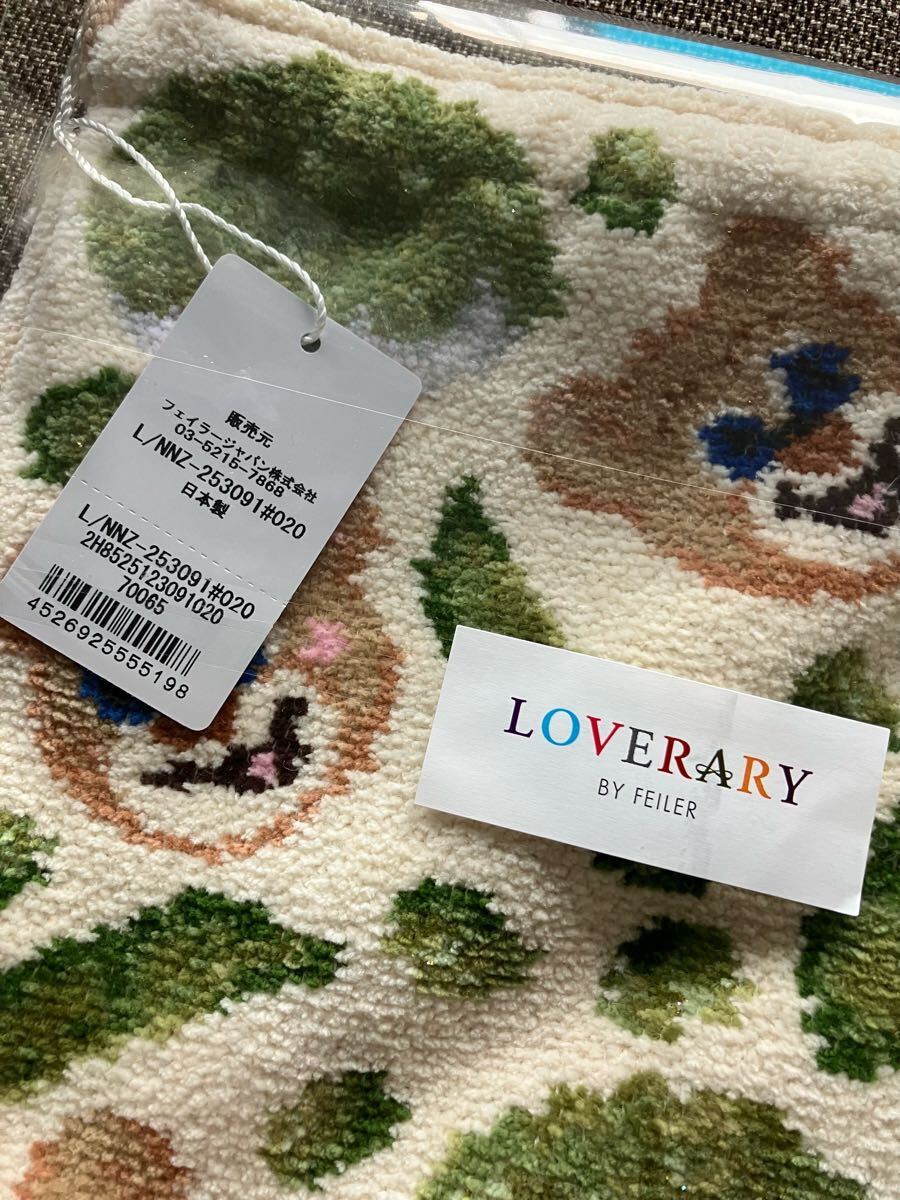 販売元
フェイラージャパン株式会社
03-5215-7868
L/NNZ-253091#020
日本製
L/NNZ-253091#020
2H8525123091020
70065
4526925555198
LOVERARY
BY FEILER